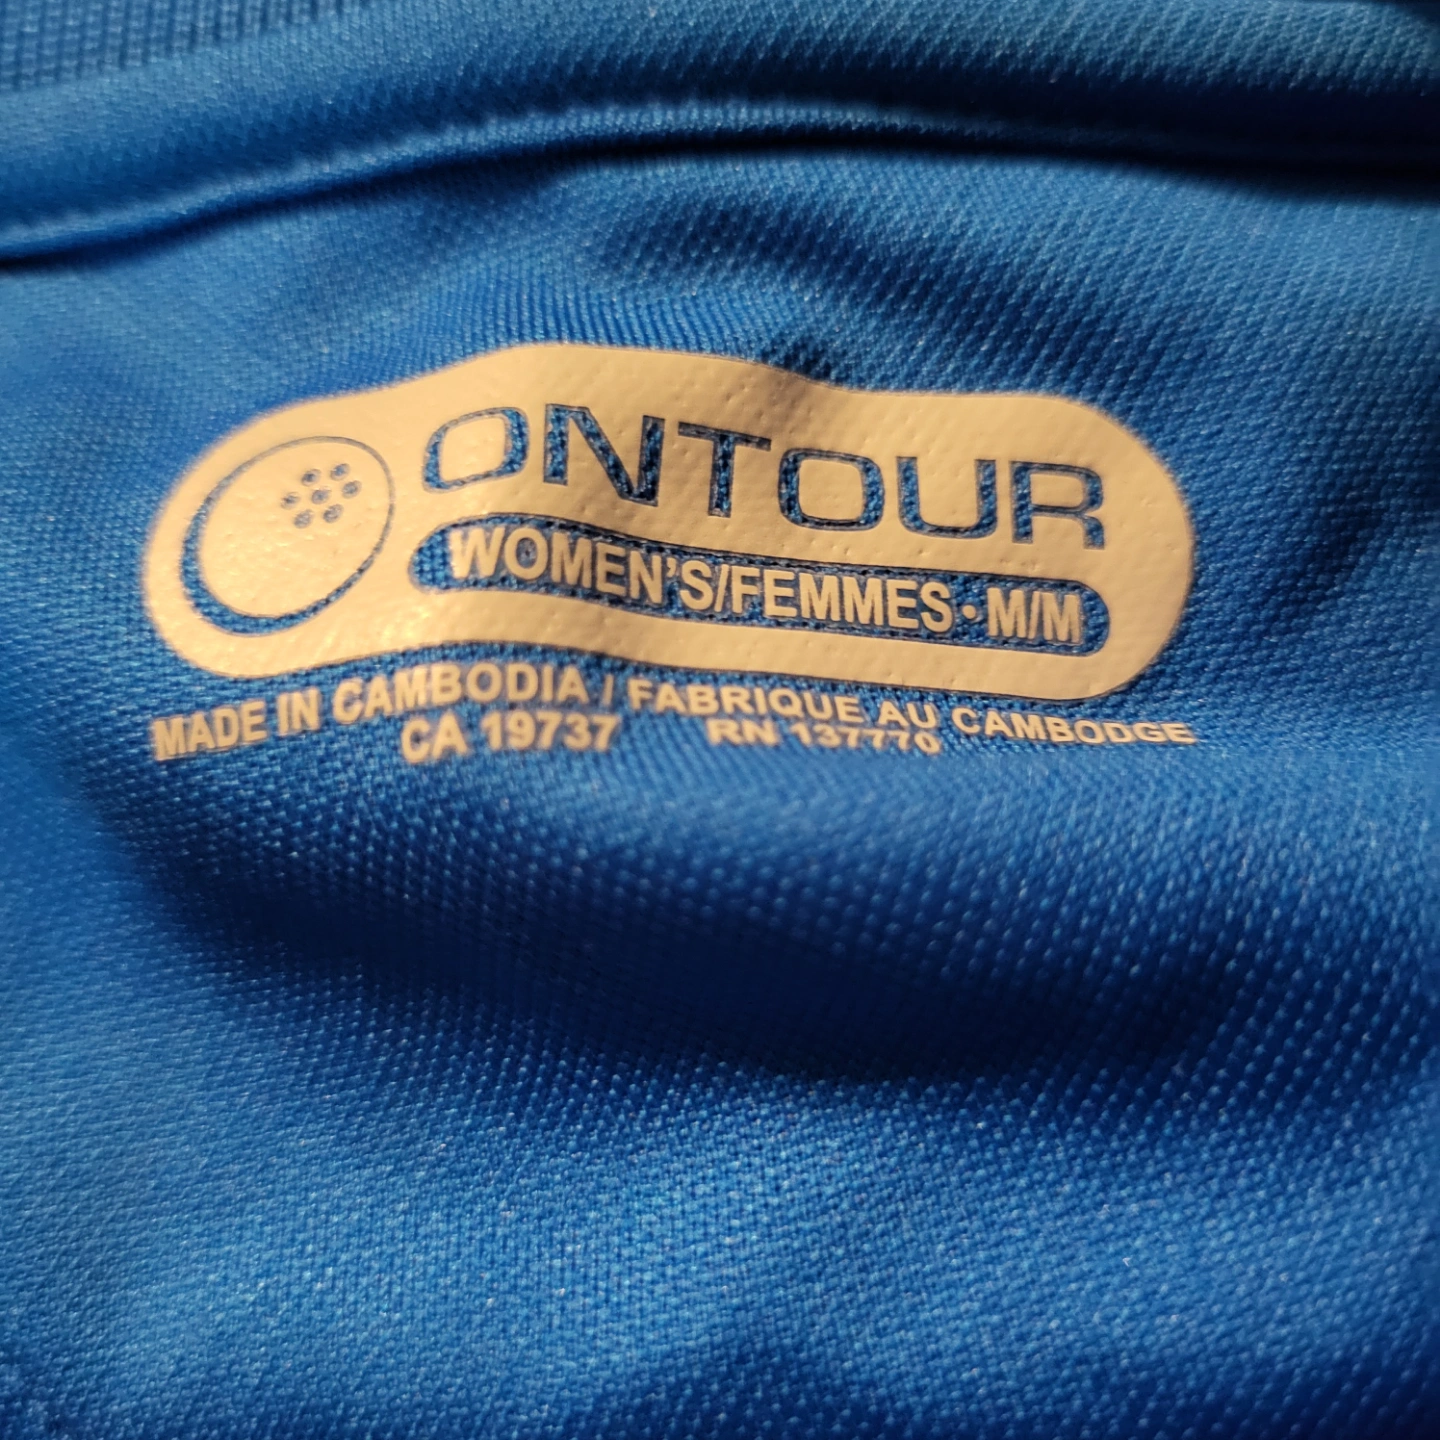 ONTOUR
WOMEN'S/FEMMES • M/M
MADE IN CAMBODIA / FABRIQUE AU CAMBODGE
CA 19737 RN 137770